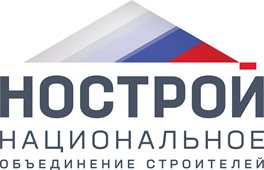 НОСТРОЙ
НАЦИОНАЛЬНОЕ
ОБЪЕДИНЕНИЕ СТРОИТЕЛЕЙ